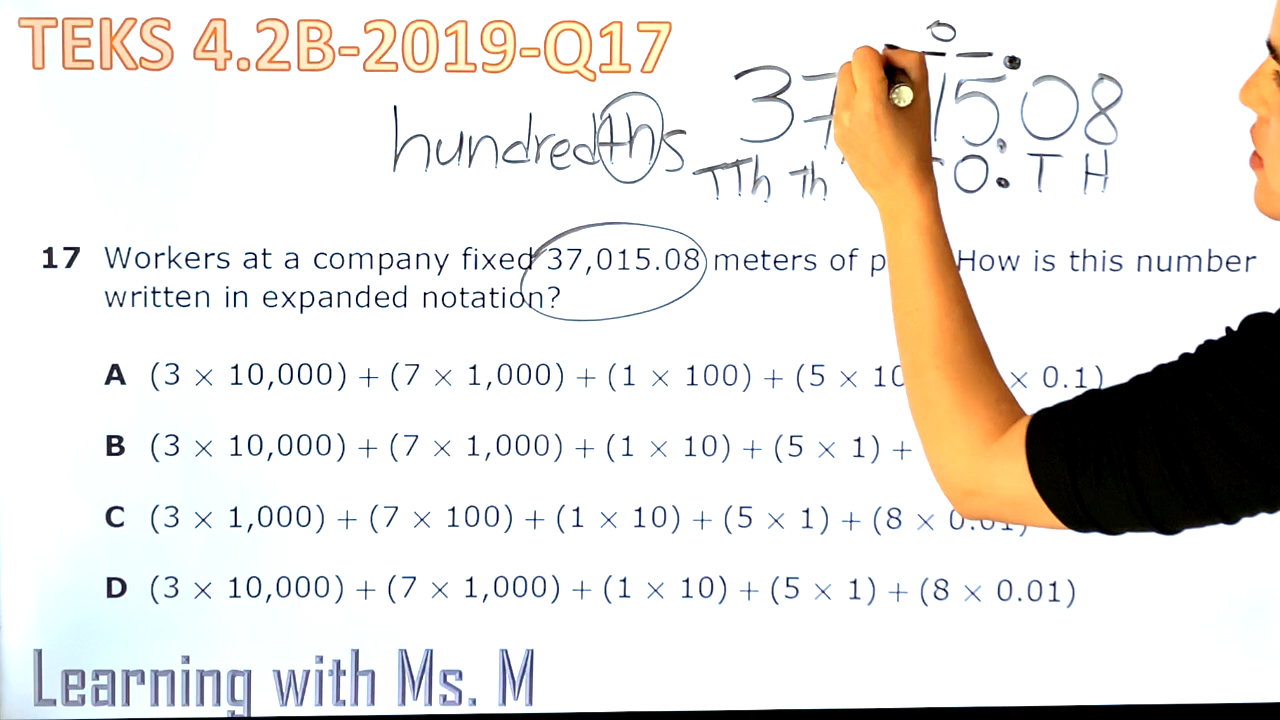 TEKS 4.2B-2019-Q17
hundredths
37 15.08
TTh Th O. T H
17 Workers at a company fixed 37,015.08 meters of How is this number
written in expanded notation?
A (3 × 10,000) + (7 × 1,000) + (1 × 100) + (5 × 10 × 0.1)
B (3 × 10,000) + (7 × 1,000) + (1 × 10) + (5 × 1) +
C (3 × 1,000) + (7 × 100) + (1 × 10) + (5 × 1) + (8 × 0.01)
D (3 × 10,000) + (7 × 1,000) + (1 × 10) + (5 × 1) + (8 × 0.01)
Learning with Ms. M